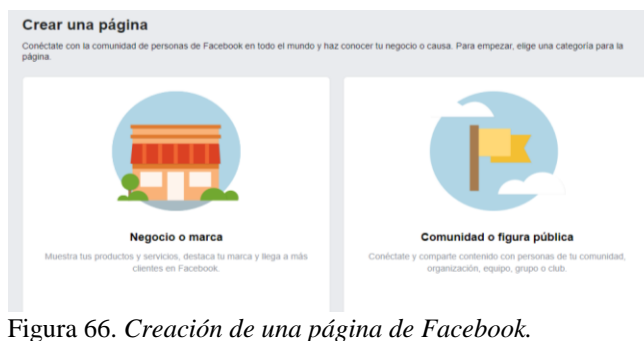 Crear una página
Conéctate con la comunidad de personas de Facebook en todo el mundo y haz conocer tu negocio o causa. Para empezar, elige una categoría para la
página.
Negocio o marca
Muestra tus productos y servicios, destaca tu marca y llega a más
clientes en Facebook.
Comunidad o figura pública
Conéctate y comparte contenido con personas de tu comunidad,
organización, equipo, grupo o club.
Figura 66. Creación de una página de Facebook.